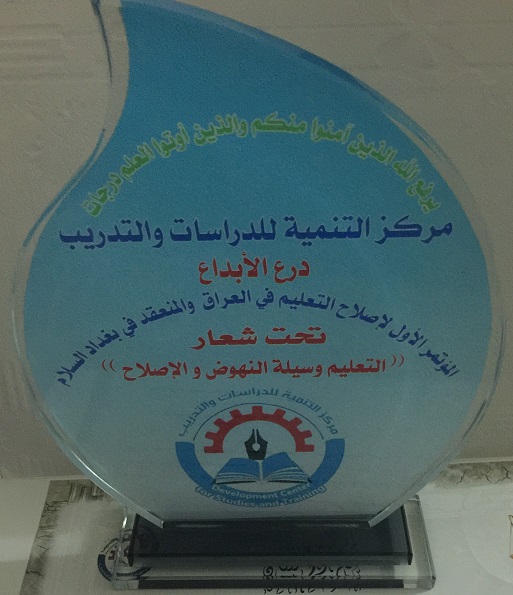 يرفع الله الذين آمنوا منكم والذين أوتوا العلم درجات
مركز التنمية للدراسات والتدريب
درع الأبداع
المؤتمر الأول لاصلاح التعليم في العراق والمنعقد في بغداد السلام
تحت شعار
((التعليم وسيلة النهوض و الإصلاح))
مركز التنمية للدراسات والتدريب
Development Center
For Studies and Training